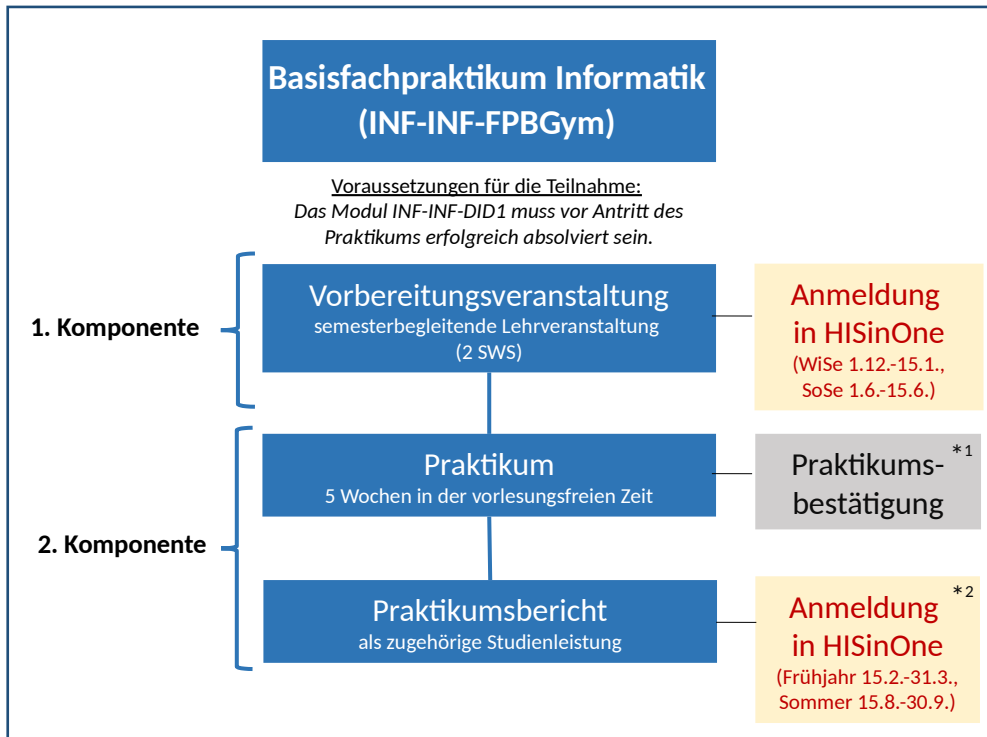 Basisfachpraktikum Informatik
(INF-INF-FPBGym)
Voraussetzungen für die Teilnahme:
Das Modul INF-INF-DID1 muss vor Antritt des
Praktikums erfolgreich absolviert sein.
1. Komponente
Vorbereitungsveranstaltung
semesterbegleitende Lehrveranstaltung
(2 SWS)
Anmeldung
in HISinOne
(WiSe 1.12.-15.1.,
SoSe 1.6.-15.6.)
2. Komponente
Praktikum
5 Wochen in der vorlesungsfreien Zeit
*1
Praktikums-
bestätigung
Praktikumsbericht
als zugehörige Studienleistung
*2
Anmeldung
in HISinOne
(Frühjahr 15.2.-31.3.,
Sommer 15.8.-30.9.)